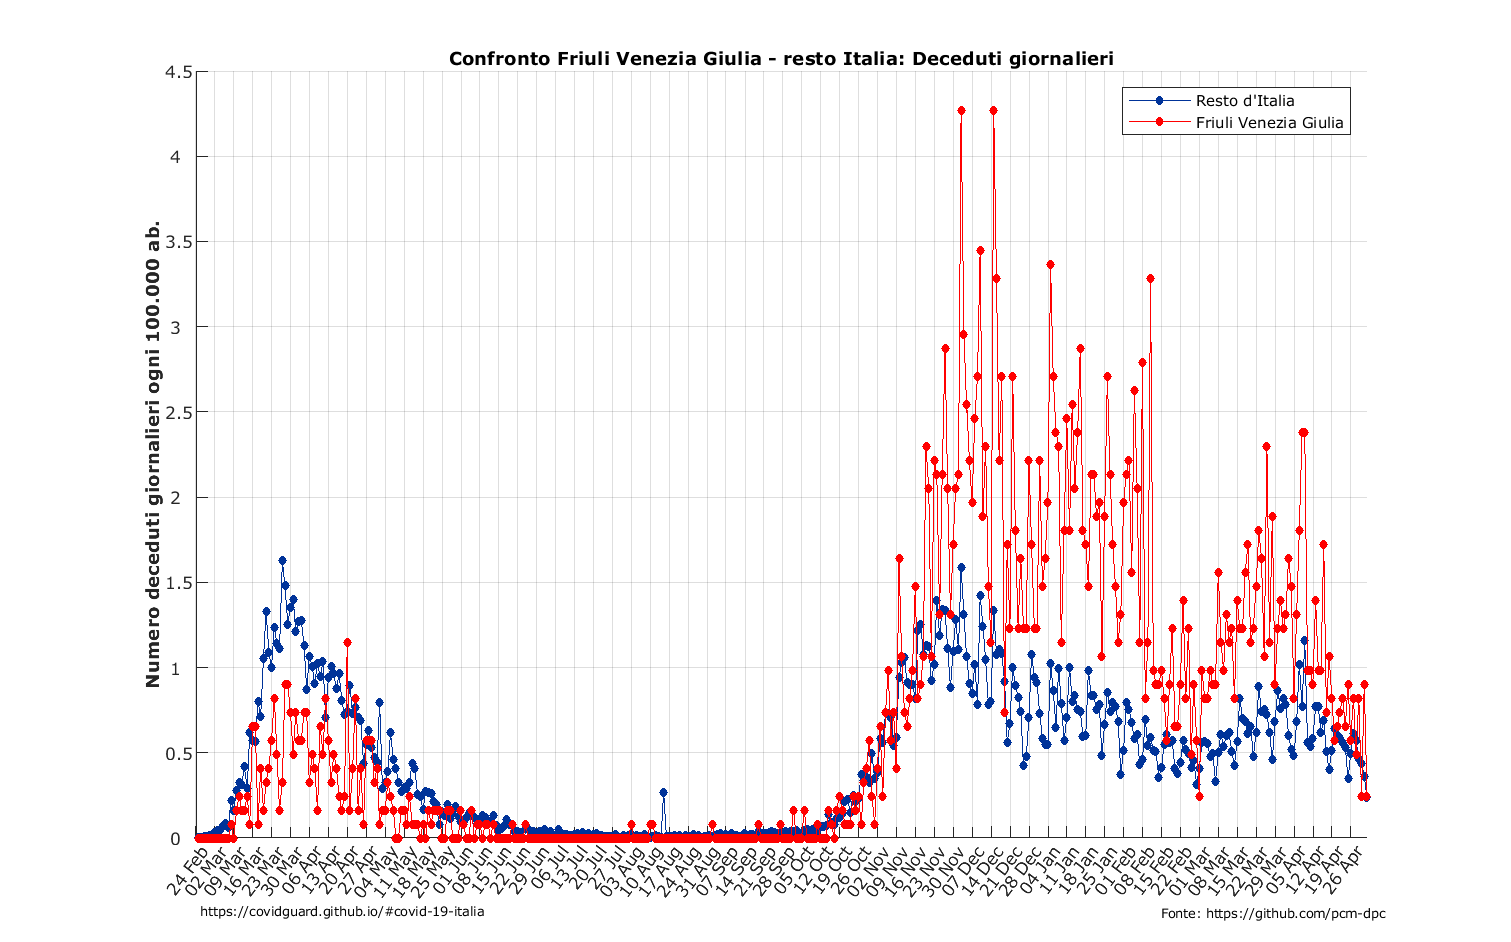 Confronto Friuli Venezia Giulia - resto Italia: Deceduti giornalieri
Resto d'Italia
Friuli Venezia Giulia
Numero deceduti giornalieri ogni 100.000 ab.
4.5
4
3.5
3
2.5
2
1.5
1
0.5
0
24 Feb
02 Mar
09 Mar
16 Mar
23 Mar
30 Mar
06 Apr
13 Apr
20 Apr
27 Apr
04 May
11 May
18 May
25 May
01 Jun
08 Jun
15 Jun
22 Jun
29 Jun
06 Jul
13 Jul
20 Jul
27 Jul
03 Aug
10 Aug
17 Aug
24 Aug
31 Aug
07 Sep
14 Sep
21 Sep
28 Sep
05 Oct
12 Oct
19 Oct
26 Oct
02 Nov
09 Nov
16 Nov
23 Nov
30 Nov
07 Dec
14 Dec
21 Dec
28 Dec
04 Jan
11 Jan
18 Jan
25 Jan
01 Feb
08 Feb
15 Feb
22 Feb
01 Mar
08 Mar
15 Mar
22 Mar
29 Mar
05 Apr
12 Apr
19 Apr
26 Apr
https://covidguard.github.io/#covid-19-italia
Fonte: https://github.com/pcm-dpc